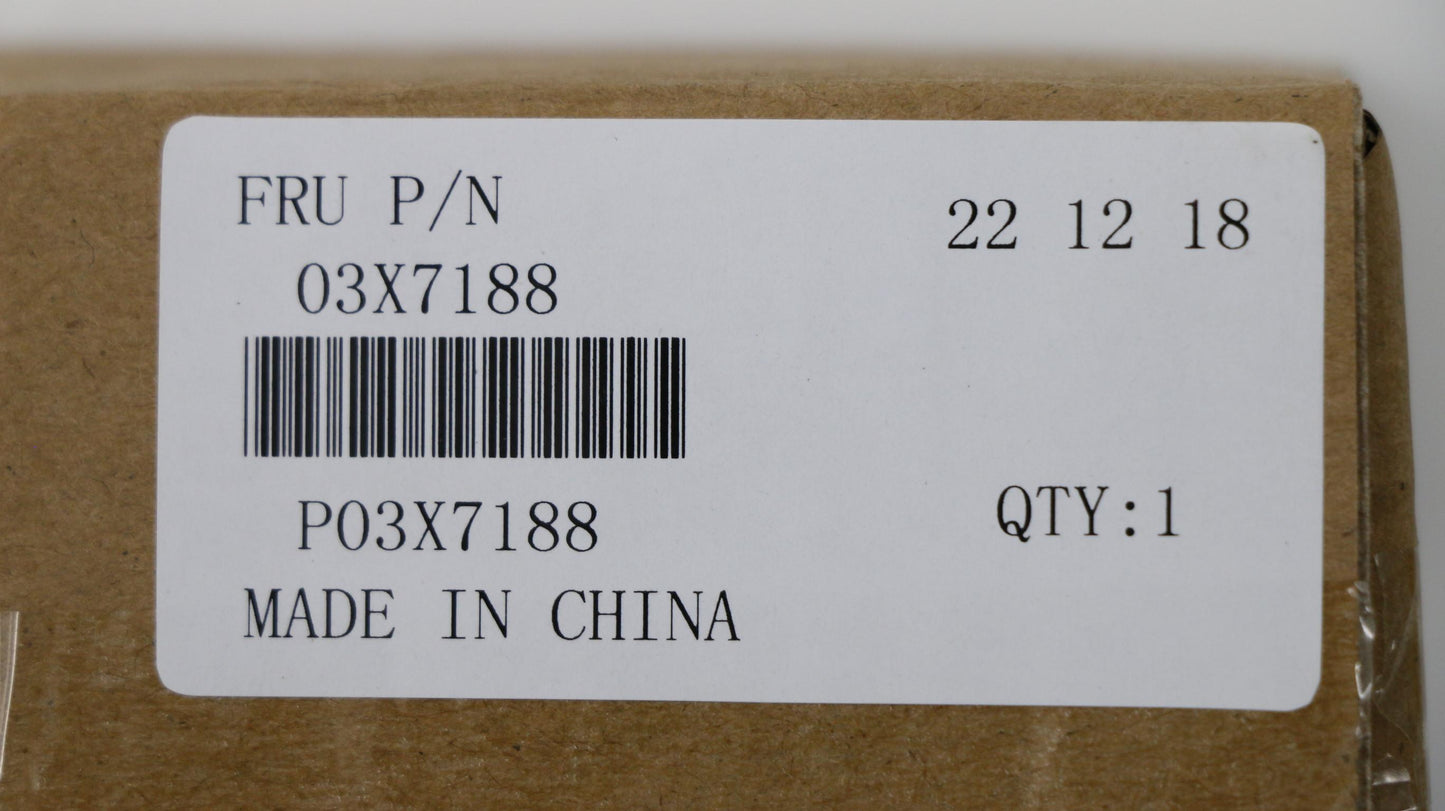 FRU P/N
22 12 18
03X7188
P03X7188
QTY:1
MADE IN CHINA